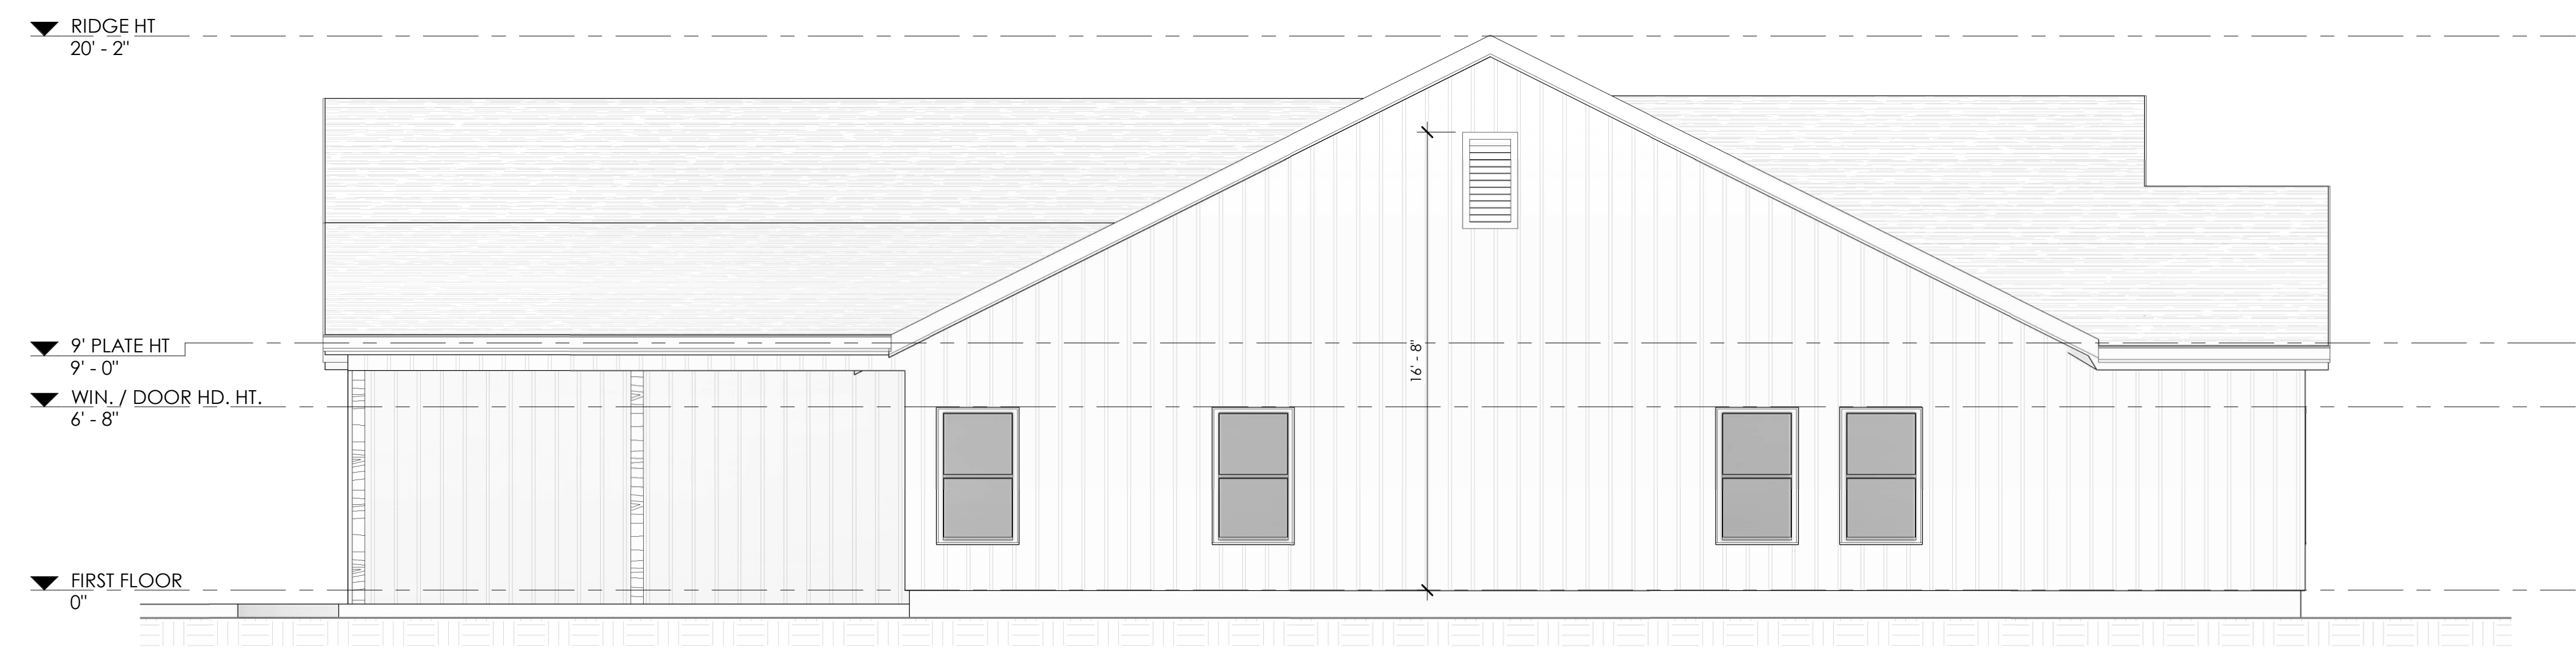 RIDGE HT
20' - 2"
9' PLATE HT
9' - 0"
WIN. / DOOR HD. HT.
6' - 8"
16' - 8"
FIRST FLOOR
0"